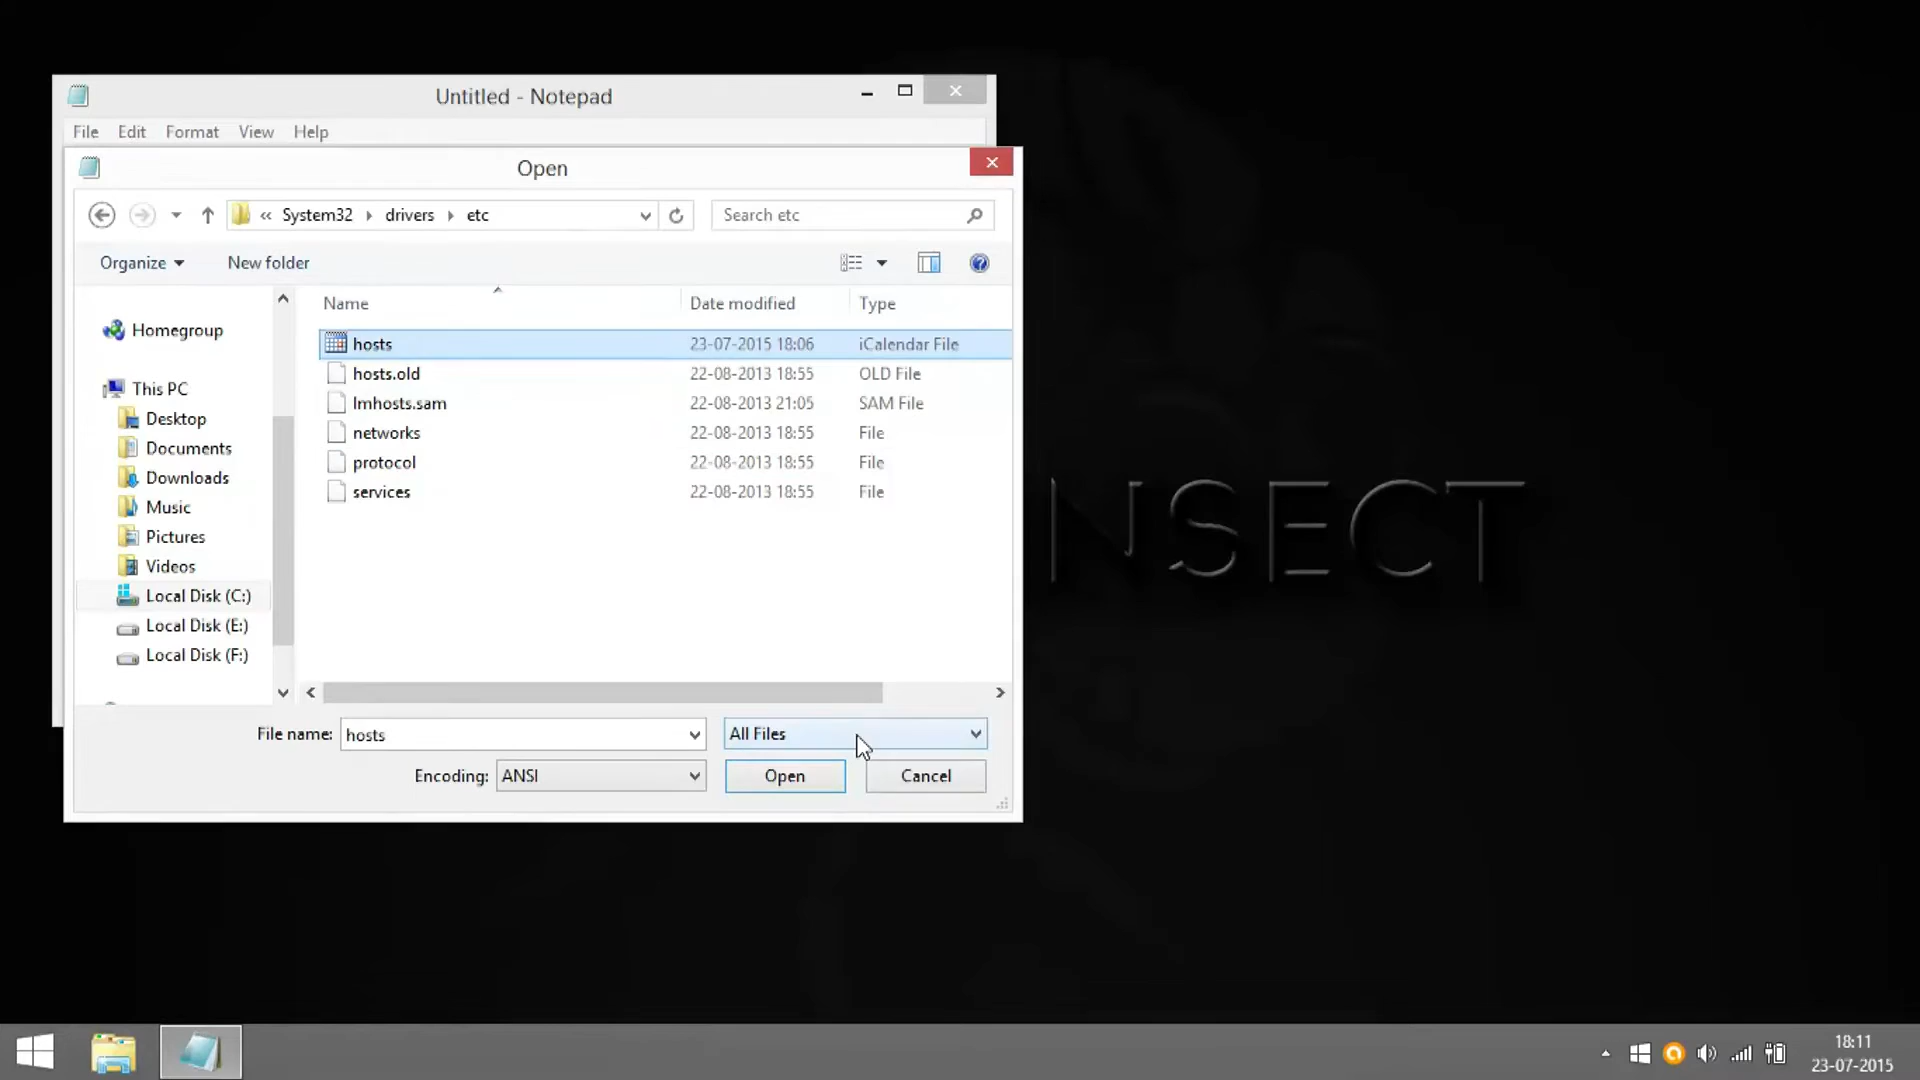 Untitled - Notepad
File Edit Format View Help
Open
« System32 drivers etc
Search etc
Organize New folder
Name Date modified Type
Homegroup
This PC
Desktop
Documents
Downloads
Music
Pictures
Videos
Local Disk (C:)
Local Disk (E:)
Local Disk (F:)
hosts 23-07-2015 18:06 iCalendar File
hosts.old 22-08-2013 18:55 OLD File
lmhosts.sam 22-08-2013 21:05 SAM File
networks 22-08-2013 18:55 File
protocol 22-08-2013 18:55 File
services 22-08-2013 18:55 File
File name: hosts All Files
Encoding: ANSI Open Cancel
NSECT
18:11
23-07-2015